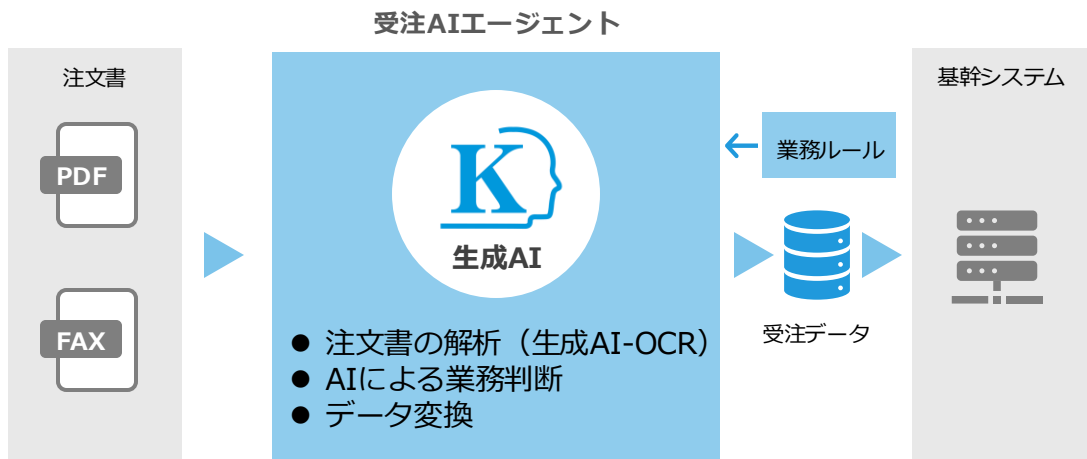 受注AIエージェント
注文書
PDF
FAX
K
生成AI
● 注文書の解析（生成AI-OCR）
● AIによる業務判断
● データ変換
業務ルール
受注データ
基幹システム